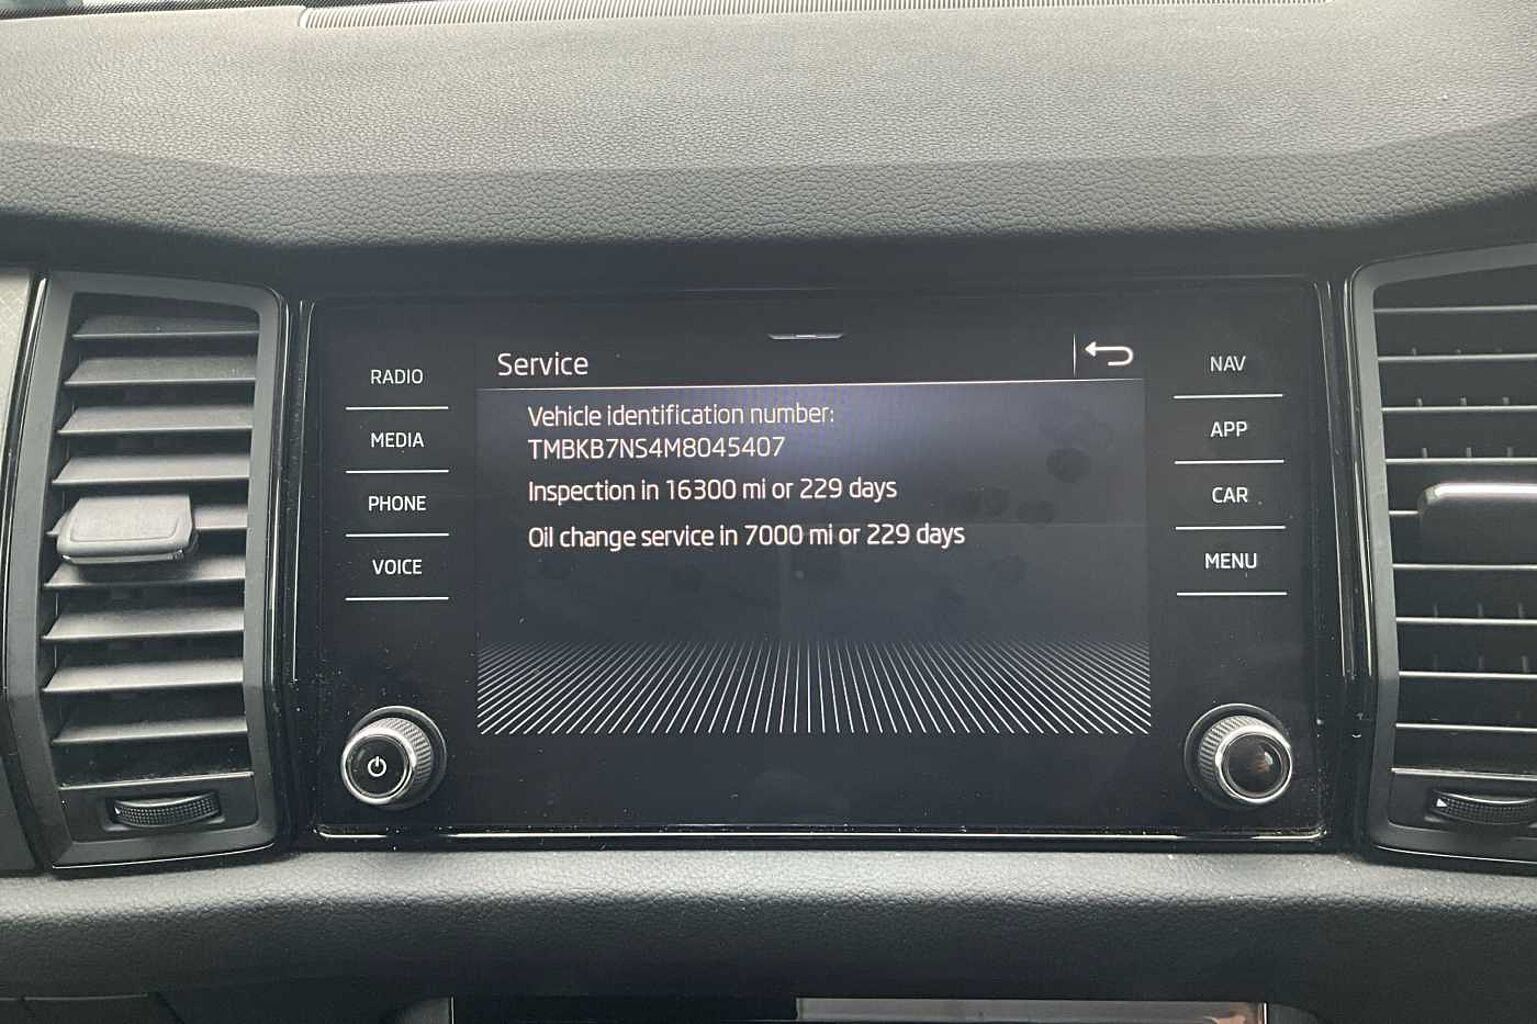 Service
Vehicle identification number:
TMBKB7NS4M8045407
Inspection in 16300 mi or 229 days
Oil change service in 7000 mi or 229 days
RADIO
MEDIA
PHONE
VOICE
NAV
APP
CAR
MENU